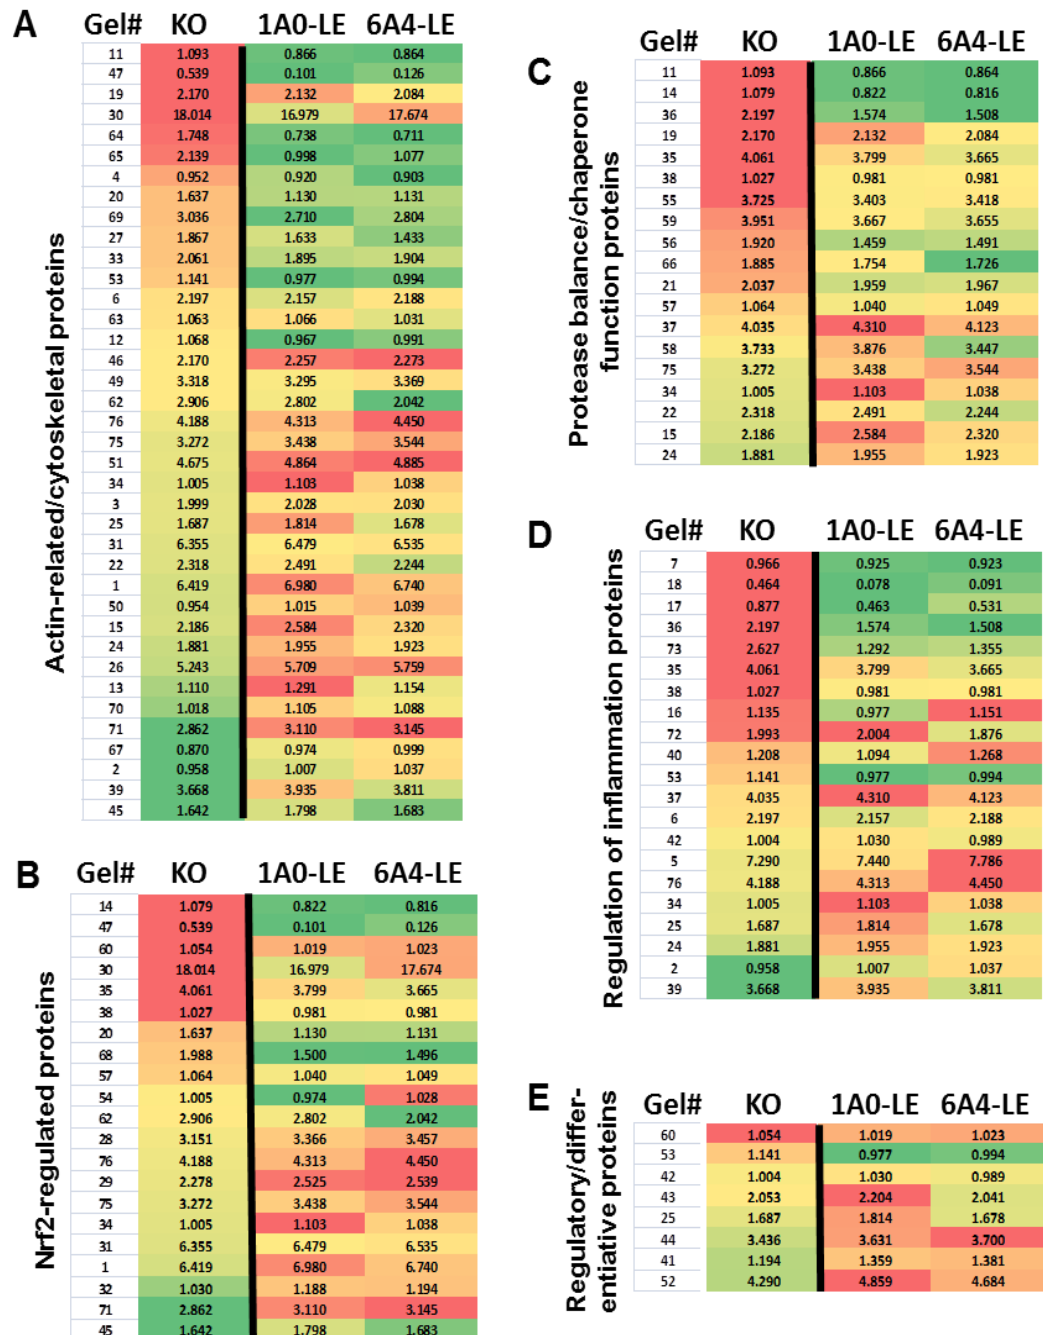 A
Gel# KO 1A0-LE 6A4-LE
Actin-related/cytoskeletal proteins
11 1.093 0.866 0.864
47 0.539 0.101 0.126
19 2.170 2.132 2.084
30 18.014 16.979 17.674
64 1.748 0.738 0.711
65 2.139 0.998 1.077
4 0.952 0.920 0.903
20 1.637 1.130 1.131
69 3.036 2.710 2.804
27 1.867 1.633 1.433
33 2.061 1.895 1.904
53 1.141 0.977 0.994
6 2.197 2.157 2.188
63 1.063 1.066 1.031
12 1.068 0.967 0.991
46 2.170 2.257 2.273
49 3.318 3.295 3.369
62 2.906 2.802 2.042
76 4.188 4.313 4.450
75 3.272 3.438 3.544
51 4.675 4.864 4.885
34 1.005 1.103 1.038
3 1.999 2.028 2.030
25 1.687 1.814 1.678
31 6.355 6.479 6.535
22 2.318 2.491 2.244
1 6.419 6.980 6.740
50 0.954 1.015 1.039
15 2.186 2.584 2.320
24 1.881 1.955 1.923
26 5.243 5.709 5.759
13 1.110 1.291 1.154
70 1.018 1.105 1.088
71 2.862 3.110 3.145
67 0.870 0.974 0.999
2 0.958 1.007 1.037
39 3.668 3.935 3.811
45 1.642 1.798 1.683
B
Gel# KO 1A0-LE 6A4-LE
Nrf2-regulated proteins
14 1.079 0.822 0.816
47 0.539 0.101 0.126
60 1.054 1.019 1.023
30 18.014 16.979 17.674
35 4.061 3.799 3.665
38 1.027 0.981 0.981
20 1.637 1.130 1.131
68 1.988 1.500 1.496
57 1.064 1.040 1.049
54 1.005 0.974 1.028
62 2.906 2.802 2.042
28 3.151 3.366 3.457
76 4.188 4.313 4.450
29 2.278 2.525 2.539
75 3.272 3.438 3.544
34 1.005 1.103 1.038
31 6.355 6.479 6.535
1 6.419 6.980 6.740
32 1.030 1.188 1.194
71 2.862 3.110 3.145
45 1.642 1.798 1.683
C
Gel# KO 1A0-LE 6A4-LE
Protease balance/chaperone
function proteins
11 1.093 0.866 0.864
14 1.079 0.822 0.816
36 2.197 1.574 1.508
19 2.170 2.132 2.084
35 4.061 3.799 3.665
38 1.027 0.981 0.981
55 3.725 3.403 3.418
59 3.951 3.667 3.655
56 1.920 1.459 1.491
66 1.885 1.754 1.726
21 2.037 1.959 1.967
57 1.064 1.040 1.049
37 4.035 4.310 4.123
58 3.733 3.876 3.447
75 3.272 3.438 3.544
34 1.005 1.103 1.038
22 2.318 2.491 2.244
15 2.186 2.584 2.320
24 1.881 1.955 1.923
D
Gel# KO 1A0-LE 6A4-LE
Regulation of inflammation proteins
7 0.966 0.925 0.923
18 0.464 0.078 0.091
17 0.877 0.463 0.531
36 2.197 1.574 1.508
73 2.627 1.292 1.355
35 4.061 3.799 3.665
38 1.027 0.981 0.981
16 1.135 0.977 1.151
72 1.993 2.004 1.876
40 1.208 1.094 1.268
53 1.141 0.977 0.994
37 4.035 4.310 4.123
6 2.197 2.157 2.188
42 1.004 1.030 0.989
5 7.290 7.440 7.786
76 4.188 4.313 4.450
34 1.005 1.103 1.038
25 1.687 1.814 1.678
24 1.881 1.955 1.923
2 0.958 1.007 1.037
39 3.668 3.935 3.811
E
Gel# KO 1A0-LE 6A4-LE
Regulatory/differ-
entiative proteins
60 1.054 1.019 1.023
53 1.141 0.977 0.994
42 1.004 1.030 0.989
43 2.053 2.204 2.041
25 1.687 1.814 1.678
44 3.436 3.631 3.700
41 1.194 1.359 1.381
52 4.290 4.859 4.684